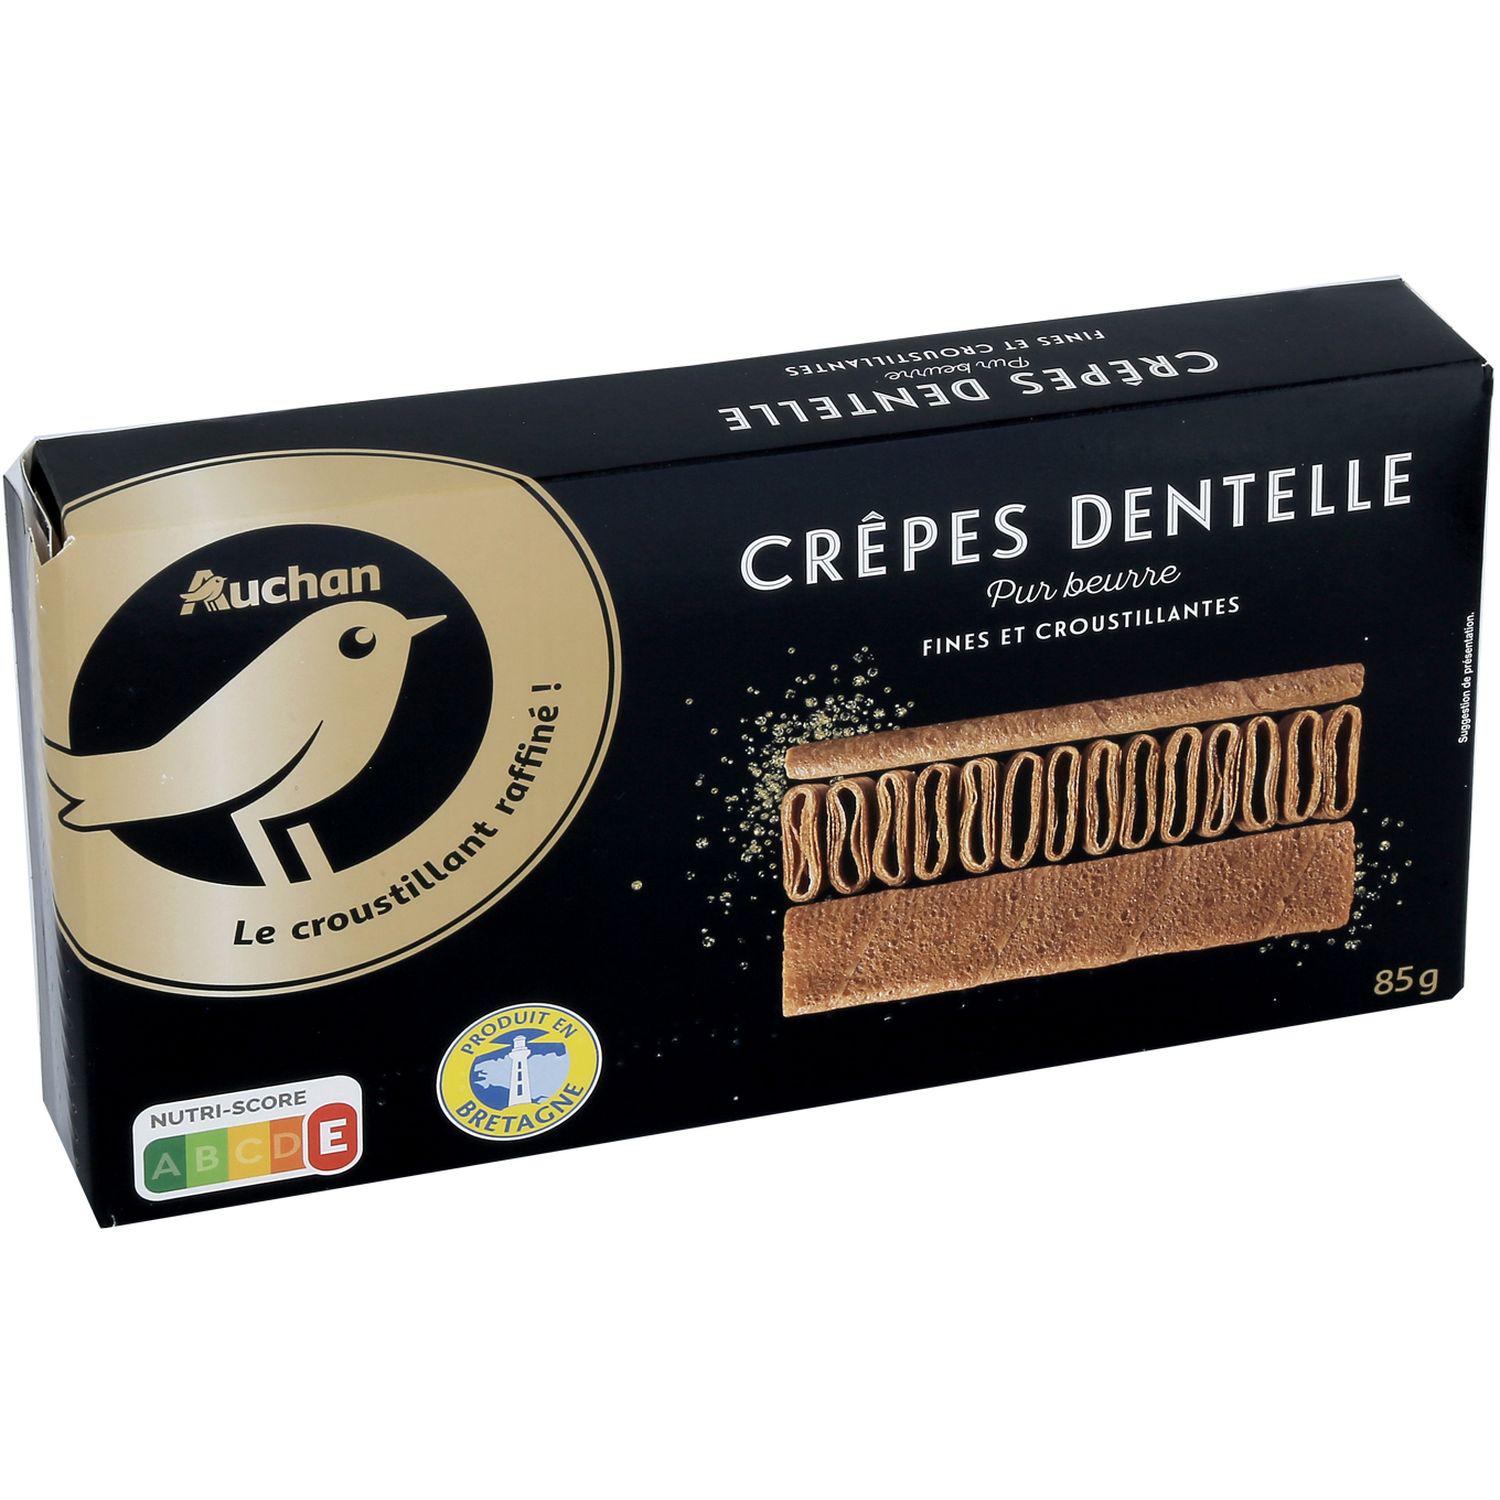 CRÊPES DENTELLE
Pur beurre
FINES ET CROUSTILLANTES
Auchan
Le croustillant raffiné !
CRÊPES DENTELLE
Pur beurre
FINES ET CROUSTILLANTES
Suggestion de présentation.
85g
PRODUIT EN
BRETAGNE
NUTRI-SCORE
A B C D E